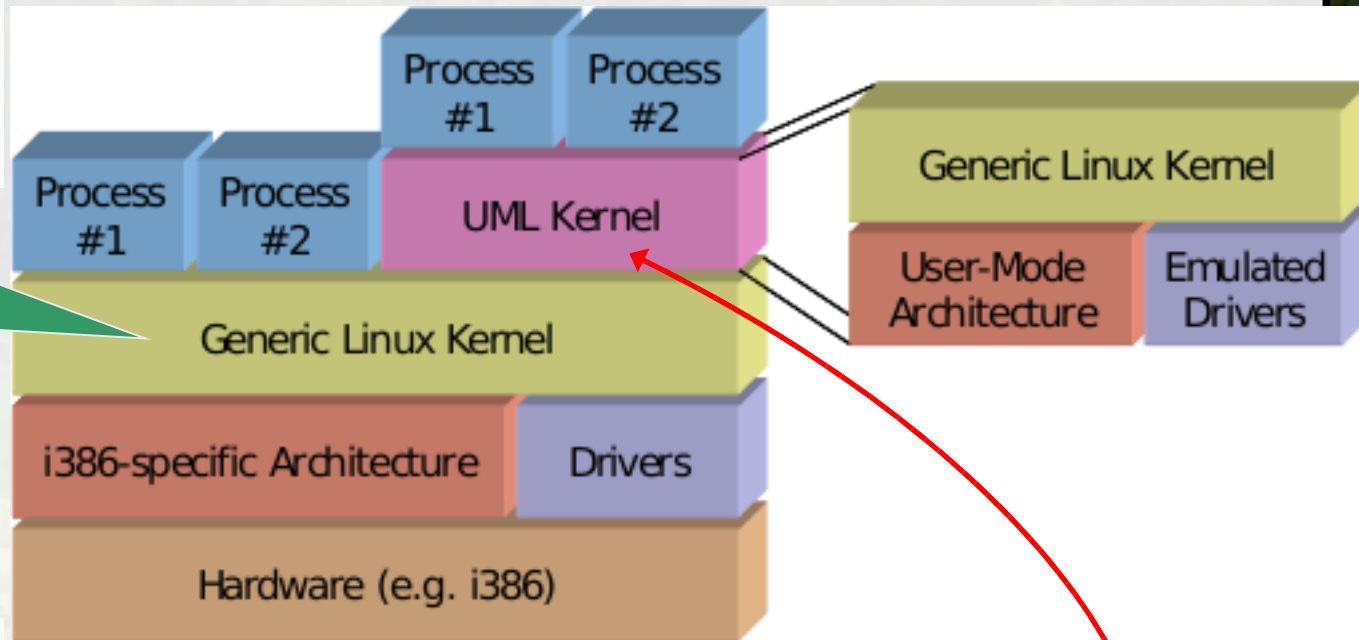 Process
#1
Process
#2
Process
#1
Process
#2
UML Kernel
Generic Linux Kernel
User-Mode
Architecture
Emulated
Drivers
Generic Linux Kernel
i386-specific Architecture
Drivers
Hardware (e.g. i386)